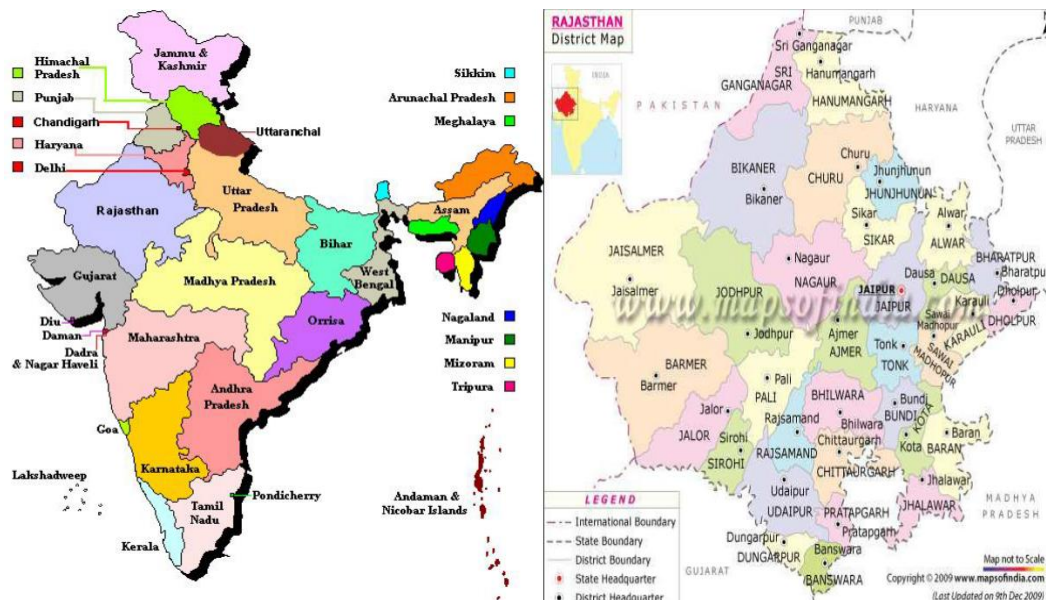 Jammu &
Kashmir
Himachal
Pradesh
Punjab
Chandigarh
Haryana
Delhi
Uttaranchal
Sikkim
Arunachal Pradesh
Meghalaya
Rajasthan
Uttar
Pradesh
Bihar
Assam
Gujarat
Madhya Pradesh
West
Bengal
Diu
Daman
Dadra
& Nagar Haveli
Maharashtra
Orrisa
Nagaland
Manipur
Mizoram
Tripura
Andhra
Pradesh
Goa
Karnataka
Lakshadweep
Pondicherry
Tamil
Nadu
Kerala
Andaman &
Nicobar Islands
RAJASTHAN
District Map
INDIA
PUNJAB
PAKISTAN
HARYANA
UTTAR
PRADESH
Sri Ganganagar
SRI
GANGANAGAR
Hanumangarh
HANUMANGARH
BIKANER
Bikaner
Churu
CHURU
Jhunjhunun
JHUNJHUNUN
Sikar
SIKAR
Alwar
ALWAR
JAISALMER
Jaisalmer
JODHPUR
Jodhpur
Nagaur
NAGAUR
JAIPUR
JAIPUR
Dausa
DAUSA
BHARATPUR
Bharatpur
Dholpur
DHOLPUR
Karauli
KARAULI
Sawai
Madhopur
SAWAI
MADHOPUR
www.mapsofindia.com
Ajmer
AJMER
Tonk
TONK
BARMER
Barmer
Pali
PALI
BHILWARA
Bhilwara
Bundi
BUNDI
KOTA
Kota
Baran
BARAN
Jalor
JALOR
Sirohi
SIROHI
Rajsamand
RAJSAMAND
Chittaurgarh
CHITTAURGARH
Jhalawar
JHALAWAR
Udaipur
UDAIPUR
PRATAPGARH
Pratapgarh
Dungarpur
DUNGARPUR
Banswara
BANSWARA
MADHYA
PRADESH
GUJARAT
LEGEND
International Boundary
State Boundary
District Boundary
State Headquarter
District Headquarter
Map not to Scale
Copyright © 2009 www.mapsofindia.com
(Last Updated on 9th Dec 2009)